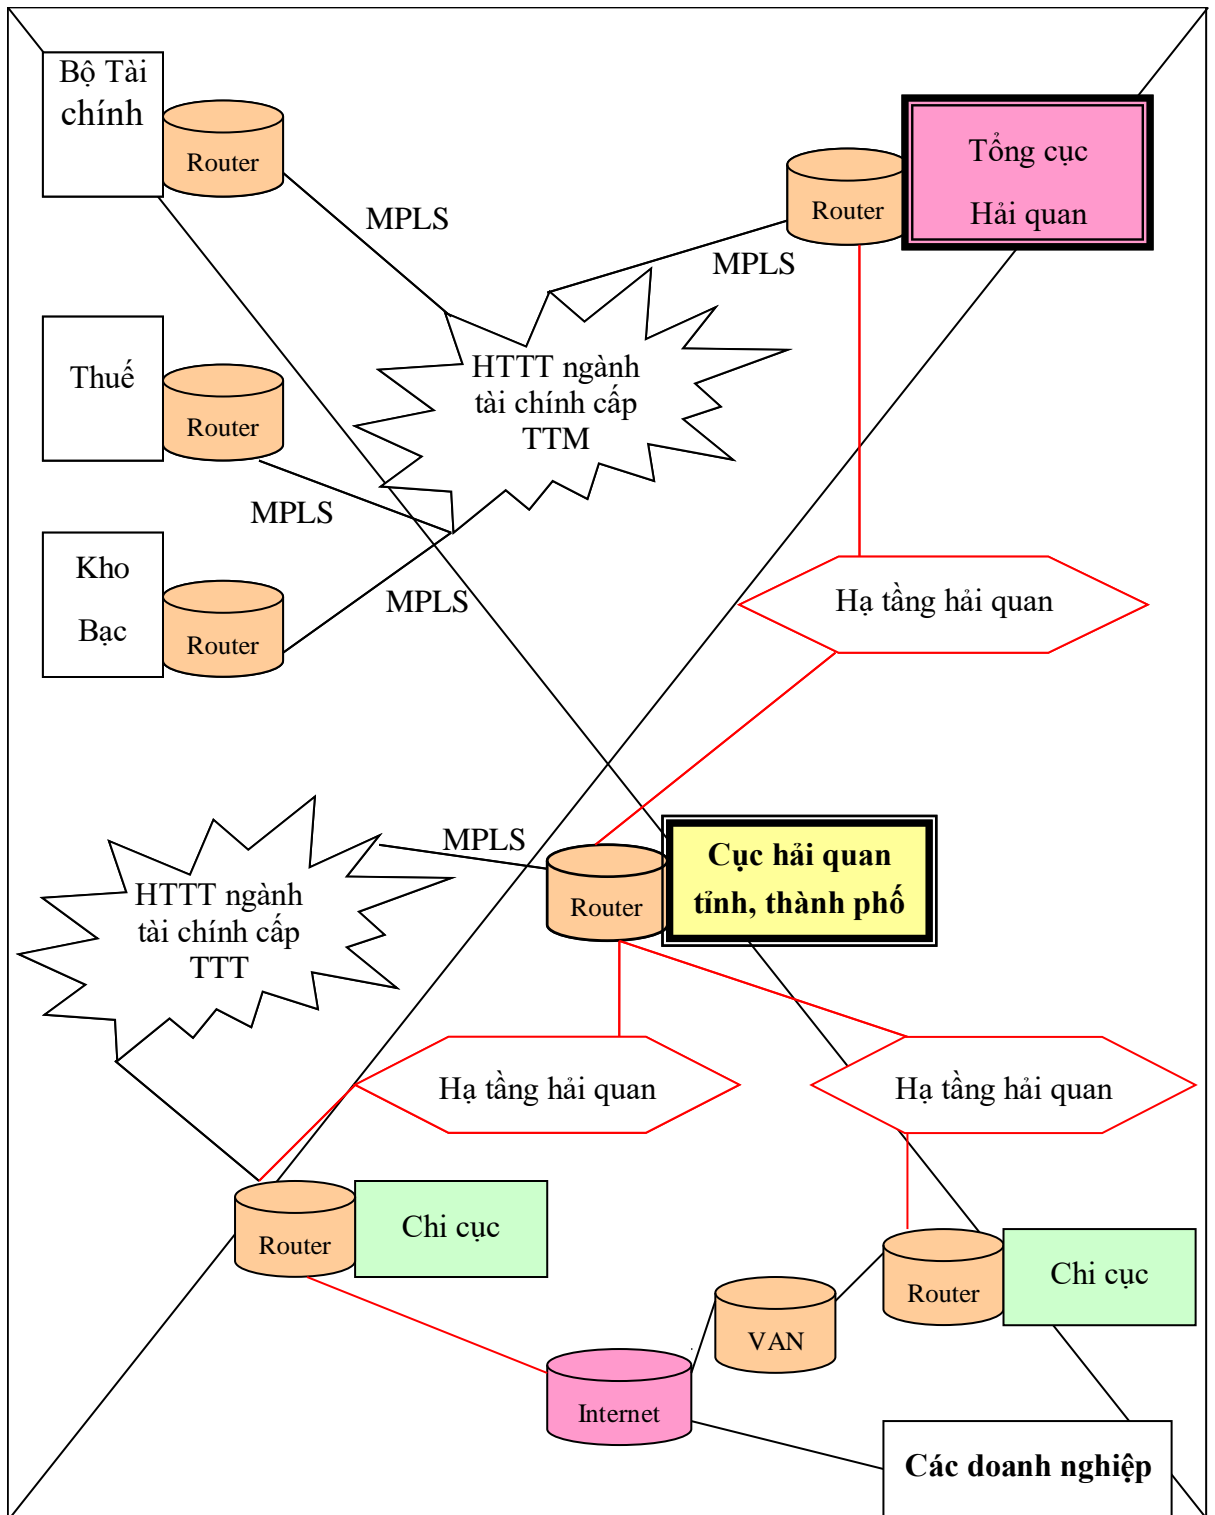 Bộ Tài
chính
Router
MPLS
Tổng cục
Hải quan
Router
MPLS
Thuế
Router
HTTT ngành
tài chính cấp
TTM
MPLS
Kho
Bạc
Router
MPLS
Hạ tầng hải quan
MPLS
Cục hải quan
tỉnh, thành phố
Router
HTTT ngành
tài chính cấp
TTT
Hạ tầng hải quan
Hạ tầng hải quan
Router
Chi cục
Router
Chi cục
VAN
Internet
Các doanh nghiệp